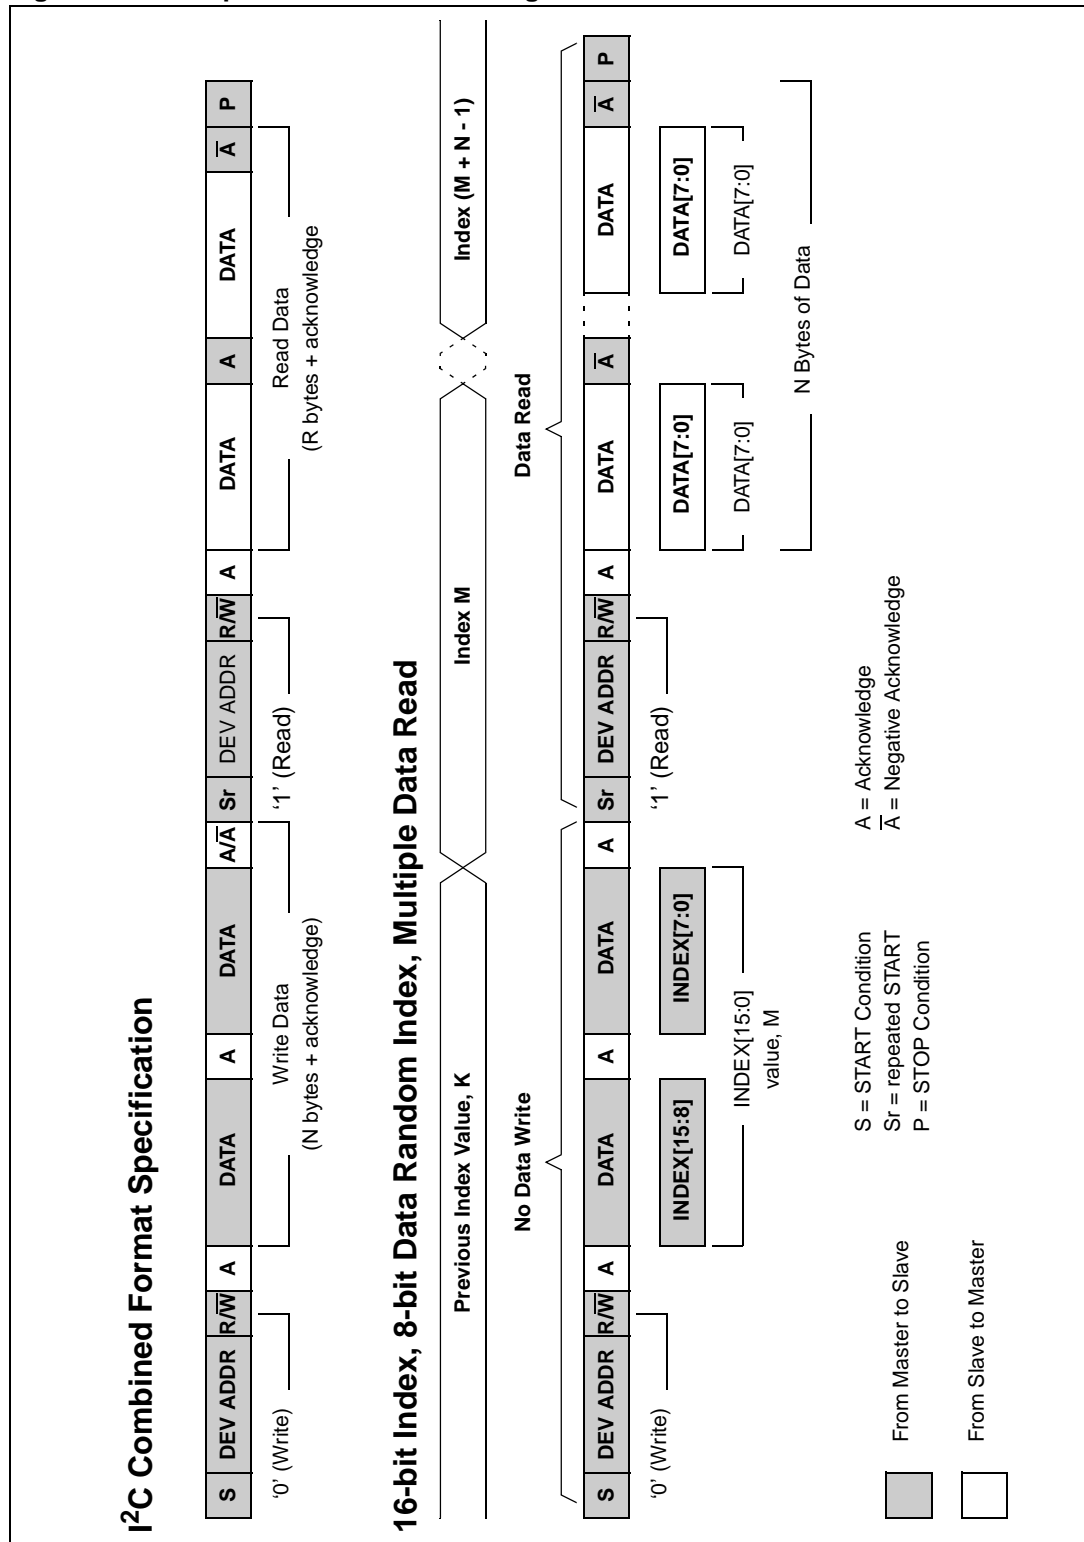 I²C Combined Format Specification
S DEV ADDR R/W̅ A DATA A DATA A/A̅ Sr DEV ADDR R/W̅ A DATA A DATA A̅ P
'0' (Write)
Write Data
(N bytes + acknowledge)
'1' (Read)
Read Data
(R bytes + acknowledge)
16-bit Index, 8-bit Data Random Index, Multiple Data Read
Previous Index Value, K
Index M
Index (M + N - 1)
No Data Write
Data Read
S DEV ADDR R/W̅ A DATA A DATA A Sr DEV ADDR R/W̅ A DATA A̅ DATA A̅ P
'0' (Write)
INDEX[15:8]
INDEX[7:0]
INDEX[15:0]
value, M
'1' (Read)
DATA[7:0]
DATA[7:0]
DATA[7:0]
DATA[7:0]
N Bytes of Data
From Master to Slave
From Slave to Master
S = START Condition
Sr = repeated START
P = STOP Condition
A = Acknowledge
A̅ = Negative Acknowledge